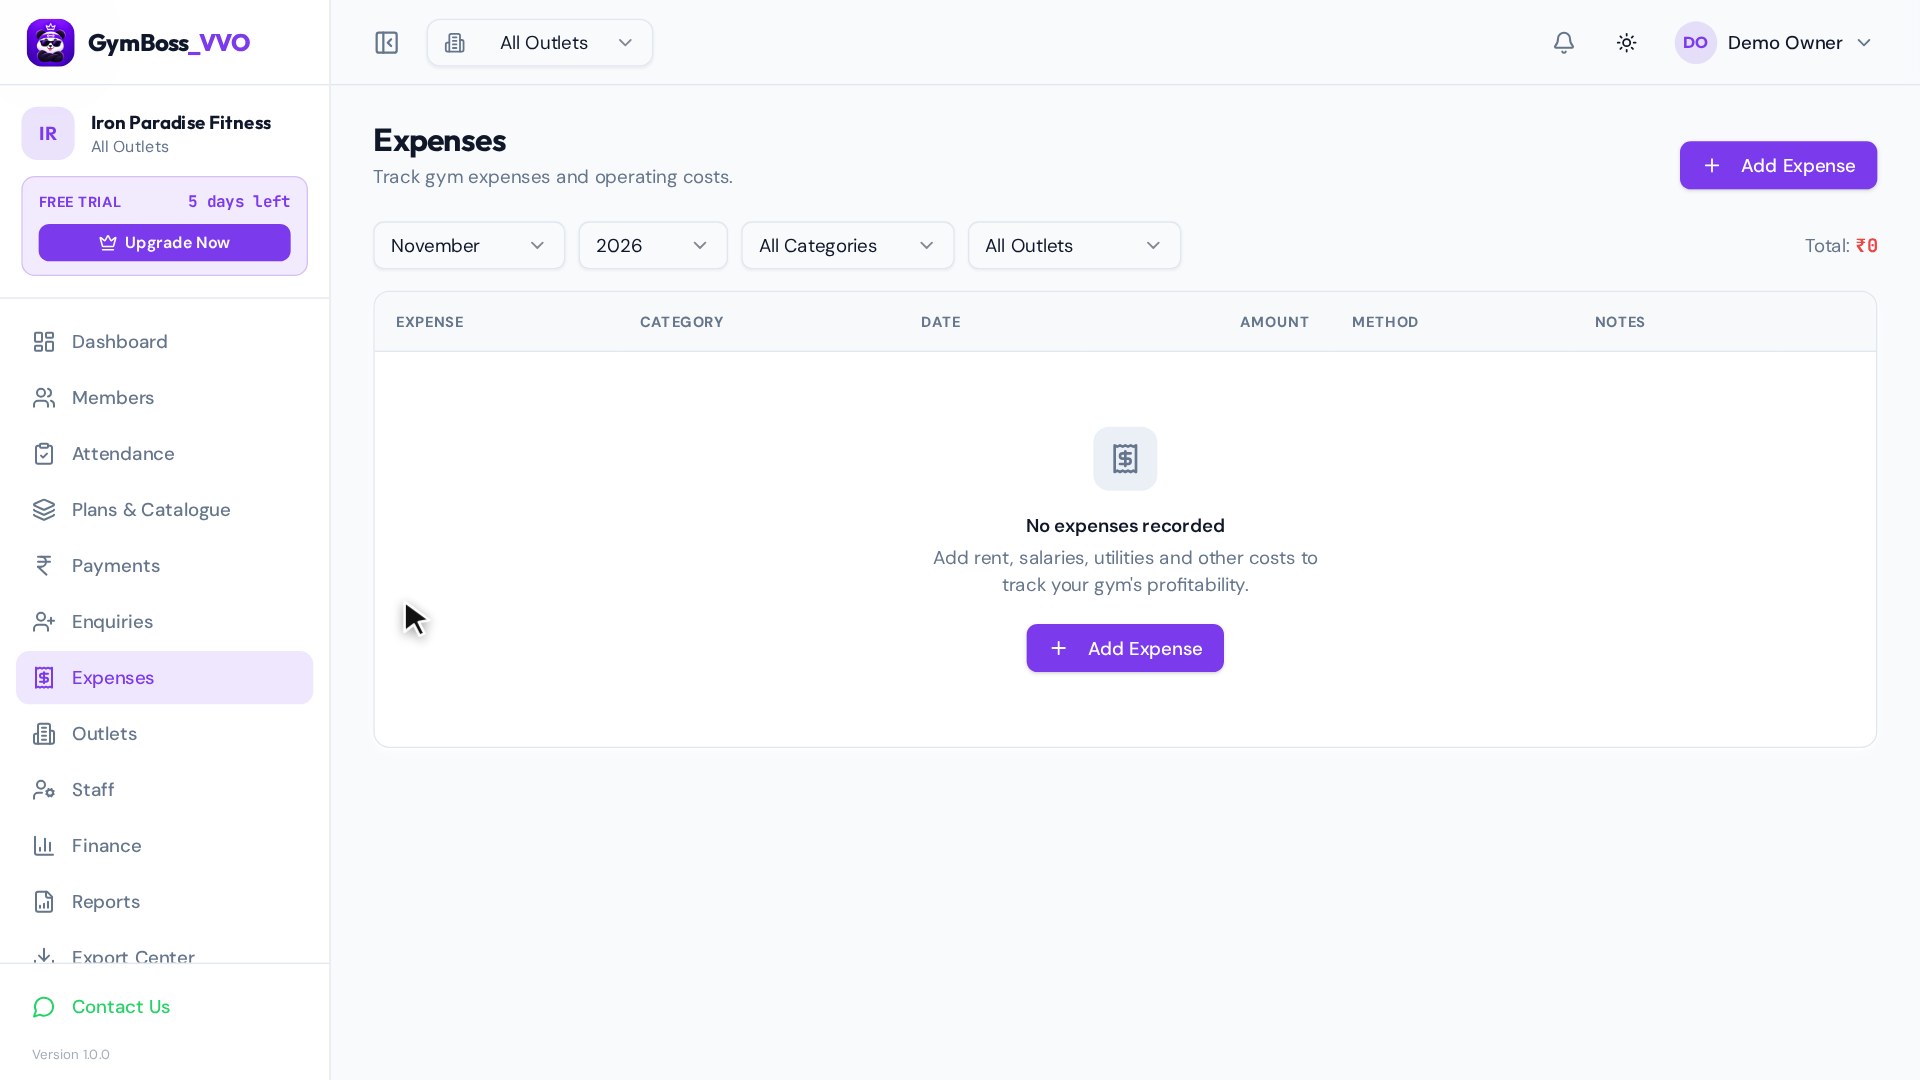 GymBoss_VVO
All Outlets
DO
Demo Owner
IR
Iron Paradise Fitness
All Outlets
FREE TRIAL
5 days left
Upgrade Now
Dashboard
Members
Attendance
Plans & Catalogue
Payments
Enquiries
Expenses
Outlets
Staff
Finance
Reports
Export Center
Contact Us
Version 1.0.0
Expenses
Track gym expenses and operating costs.
Add Expense
November
2026
All Categories
All Outlets
Total: ₹0
EXPENSE
CATEGORY
DATE
AMOUNT
METHOD
NOTES
No expenses recorded
Add rent, salaries, utilities and other costs to
track your gym's profitability.
Add Expense